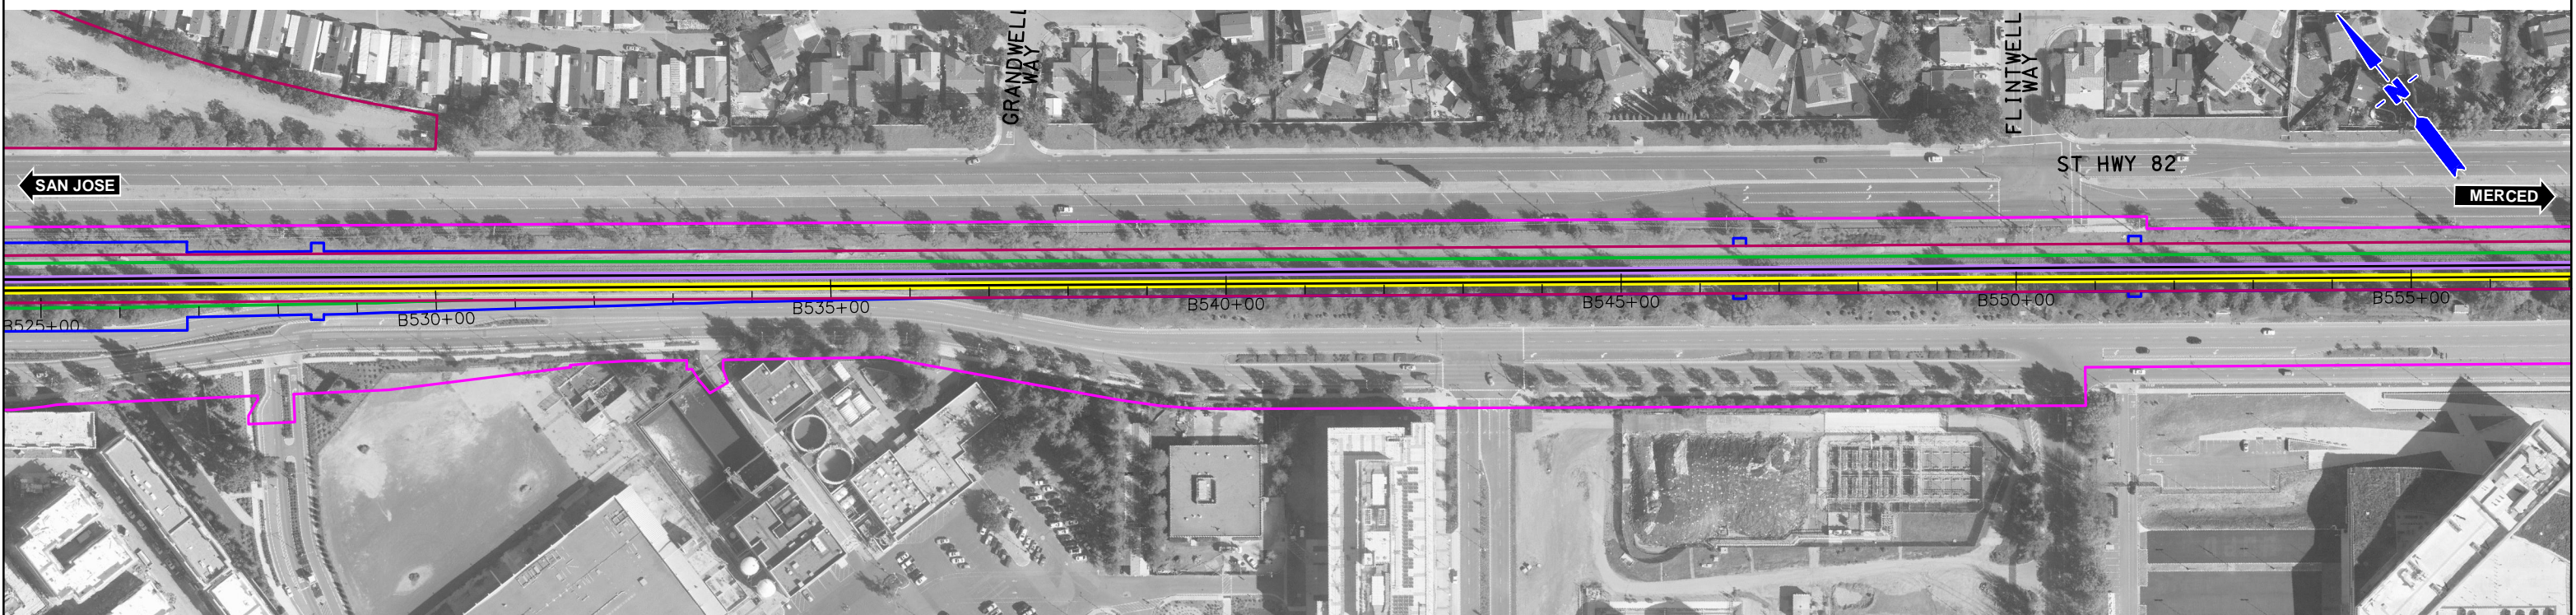 GRANDWELL
WAY
FLINTWELL
WAY
N
ST HWY 82
SAN JOSE
MERCED
B525+00
B530+00
B535+00
B540+00
B545+00
B550+00
B555+00